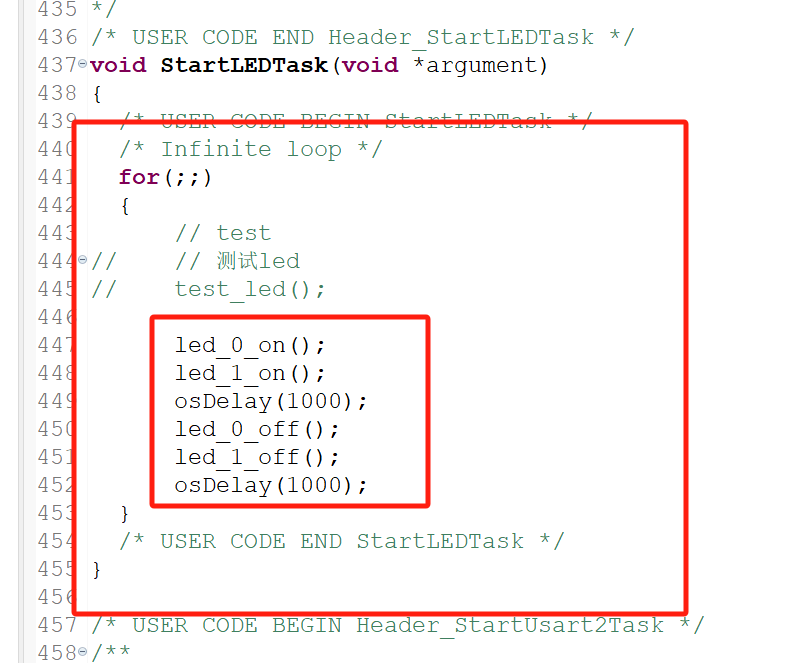 435 */
436 /* USER CODE END Header_StartLEDTask */
437 void StartLEDTask(void *argument)
438 {
439 /* USER CODE BEGIN StartLEDTask */
440 /* Infinite loop */
441 for(;;)
442 {
443 // test
444 // // 测试led
445 // test_led();
446
447 led_0_on();
448 led_1_on();
449 osDelay(1000);
450 led_0_off();
451 led_1_off();
452 osDelay(1000);
453 }
454 /* USER CODE END StartLEDTask */
455 }
456
457 /* USER CODE BEGIN Header_StartUsart2Task */
458 /**